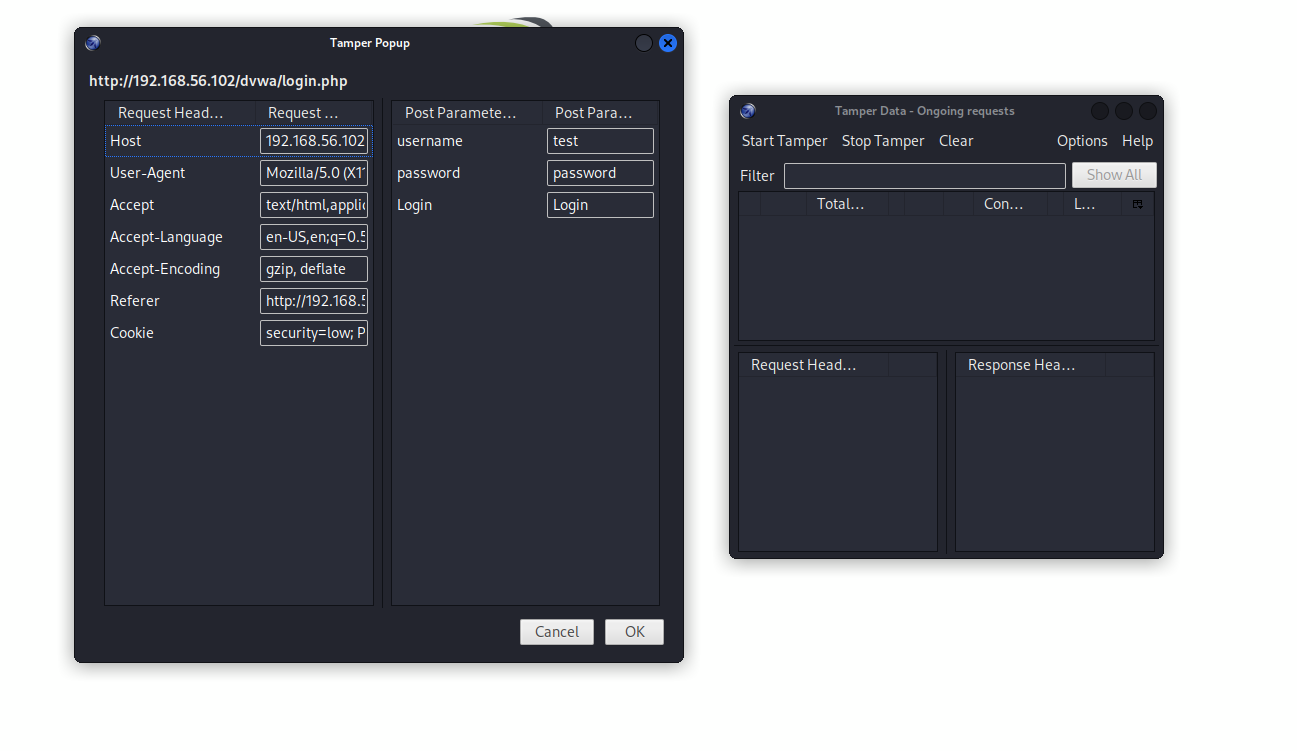 Tamper Popup
http://192.168.56.102/dvwa/login.php
Request Head... Request ...
Host 192.168.56.102
User-Agent Mozilla/5.0 (X1
Accept text/html,applic
Accept-Language en-US,en;q=0.5
Accept-Encoding gzip, deflate
Referer http://192.168.5
Cookie security=low; P
Post Paramete... Post Para...
username test
password password
Login Login
Cancel OK
Tamper Data - Ongoing requests
Start Tamper Stop Tamper Clear Options Help
Filter Show All
Total... Con... L...
Request Head... Response Hea...